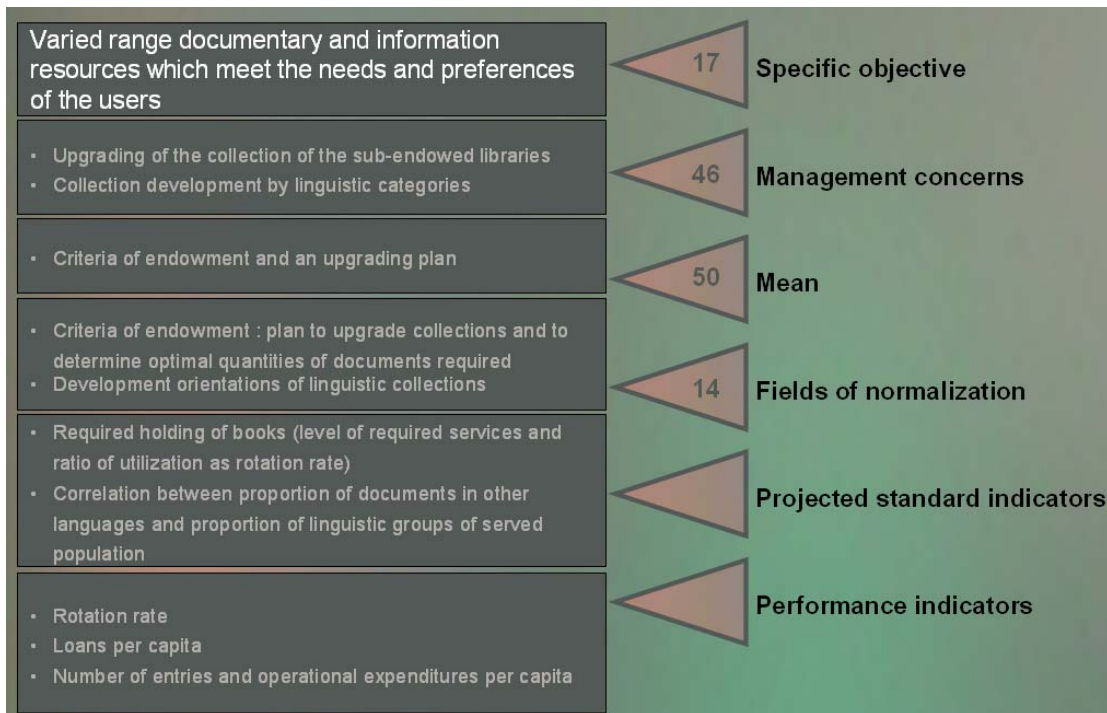 Varied range documentary and information
resources which meet the needs and preferences
of the users
17
Specific objective
• Upgrading of the collection of the sub-endowed libraries
• Collection development by linguistic categories
46
Management concerns
• Criteria of endowment and an upgrading plan
50
Mean
• Criteria of endowment : plan to upgrade collections and to
determine optimal quantities of documents required
• Development orientations of linguistic collections
14
Fields of normalization
• Required holding of books (level of required services and
ratio of utilization as rotation rate)
• Correlation between proportion of documents in other
languages and proportion of linguistic groups of served
population
Projected standard indicators
• Rotation rate
• Loans per capita
• Number of entries and operational expenditures per capita
Performance indicators